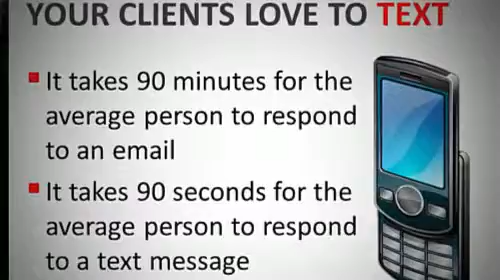 YOUR CLIENTS LOVE TO TEXT
It takes 90 minutes for the
average person to respond
to an email
It takes 90 seconds for the
average person to respond
to a text message